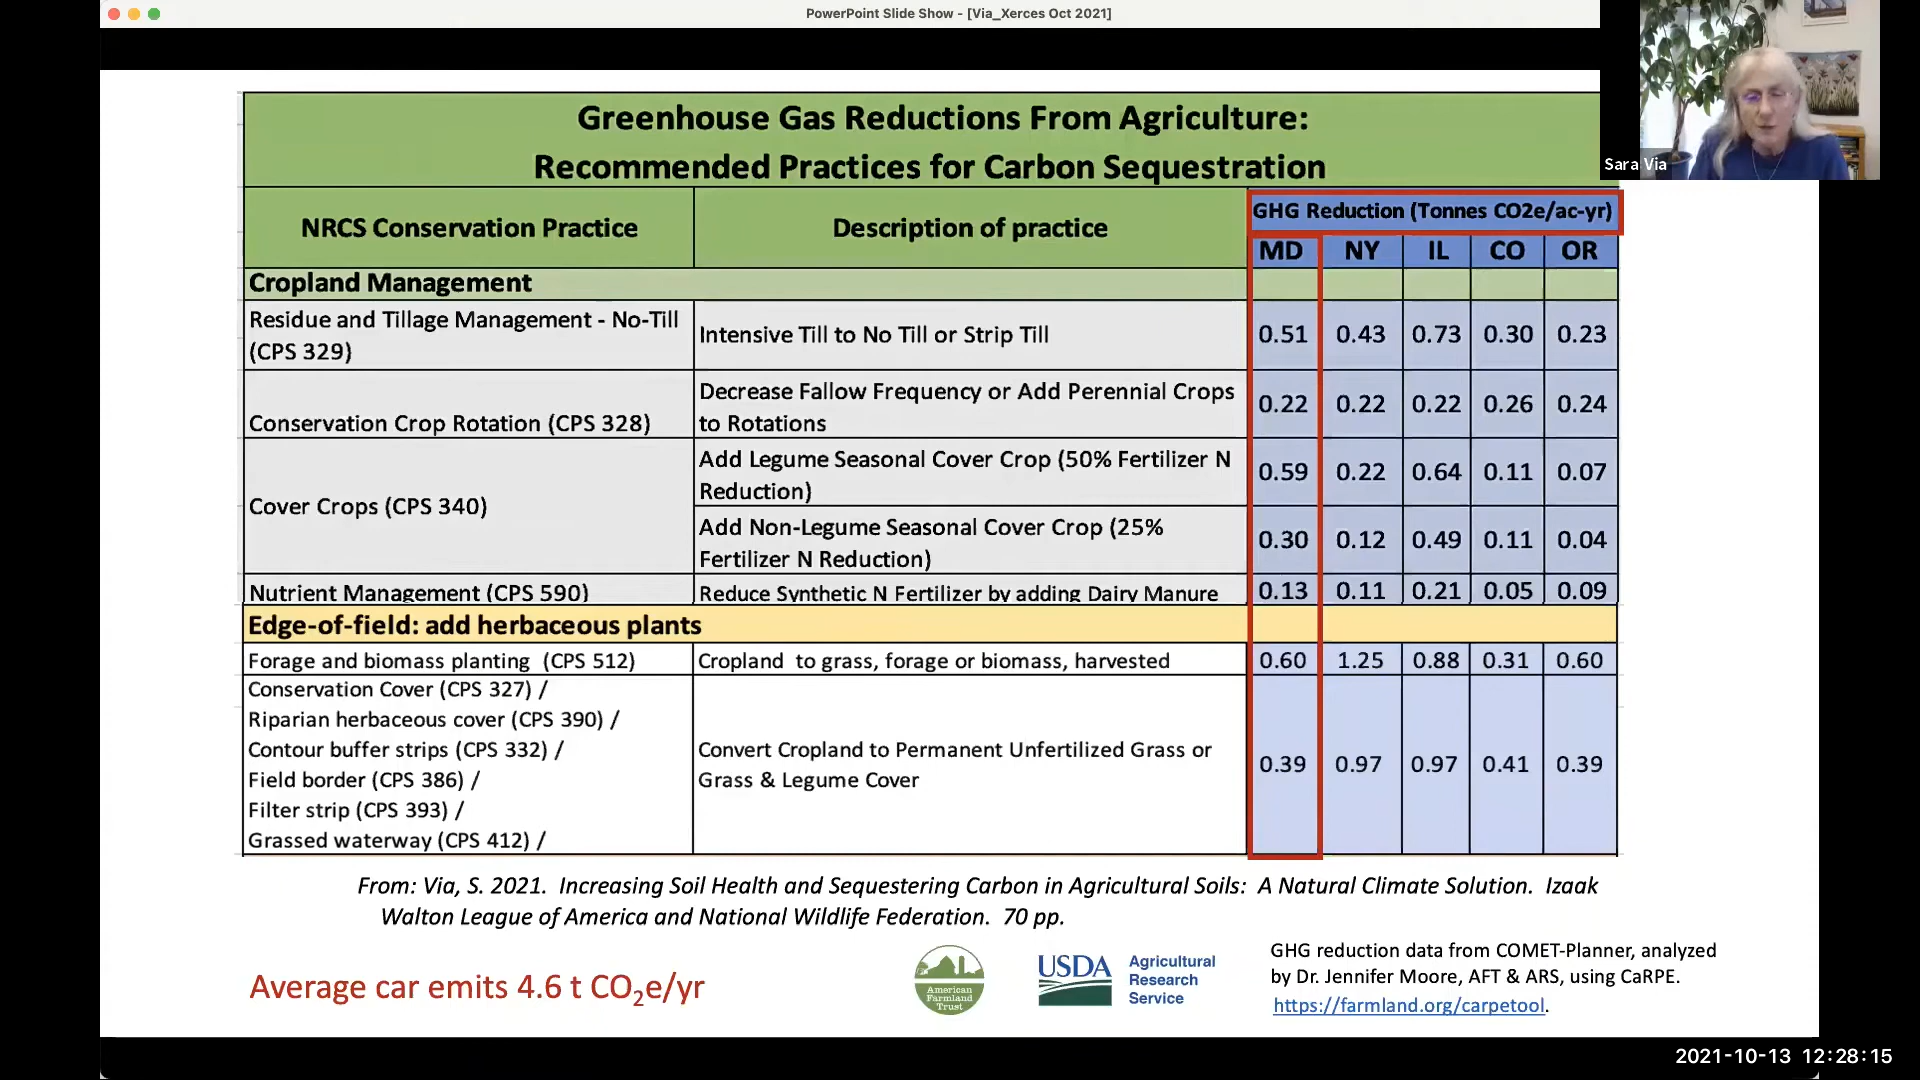 PowerPoint Slide Show - [Via_Xerces Oct 2021]
Sara Via
Greenhouse Gas Reductions From Agriculture:
Recommended Practices for Carbon Sequestration
NRCS Conservation Practice
Description of practice
GHG Reduction (Tonnes CO2e/ac-yr)
MD NY IL CO OR
Cropland Management
Residue and Tillage Management - No-Till
(CPS 329)
Intensive Till to No Till or Strip Till
0.51 0.43 0.73 0.30 0.23
Conservation Crop Rotation (CPS 328)
Decrease Fallow Frequency or Add Perennial Crops
to Rotations
0.22 0.22 0.22 0.26 0.24
Cover Crops (CPS 340)
Add Legume Seasonal Cover Crop (50% Fertilizer N
Reduction)
0.59 0.22 0.64 0.11 0.07
Add Non-Legume Seasonal Cover Crop (25%
Fertilizer N Reduction)
0.30 0.12 0.49 0.11 0.04
Nutrient Management (CPS 590)
Reduce Synthetic N Fertilizer by adding Dairy Manure
0.13 0.11 0.21 0.05 0.09
Edge-of-field: add herbaceous plants
Forage and biomass planting (CPS 512)
Cropland to grass, forage or biomass, harvested
0.60 1.25 0.88 0.31 0.60
Conservation Cover (CPS 327) /
Riparian herbaceous cover (CPS 390) /
Contour buffer strips (CPS 332) /
Field border (CPS 386) /
Filter strip (CPS 393) /
Grassed waterway (CPS 412) /
Convert Cropland to Permanent Unfertilized Grass or
Grass & Legume Cover
0.39 0.97 0.97 0.41 0.39
From: Via, S. 2021. Increasing Soil Health and Sequestering Carbon in Agricultural Soils: A Natural Climate Solution. Izaak
Walton League of America and National Wildlife Federation. 70 pp.
Average car emits 4.6 t CO2e/yr
American
Farmland
Trust
USDA
Agricultural
Research
Service
GHG reduction data from COMET-Planner, analyzed
by Dr. Jennifer Moore, AFT & ARS, using CaRPE.
https://farmland.org/carpetool.
2021-10-13 12:28:15